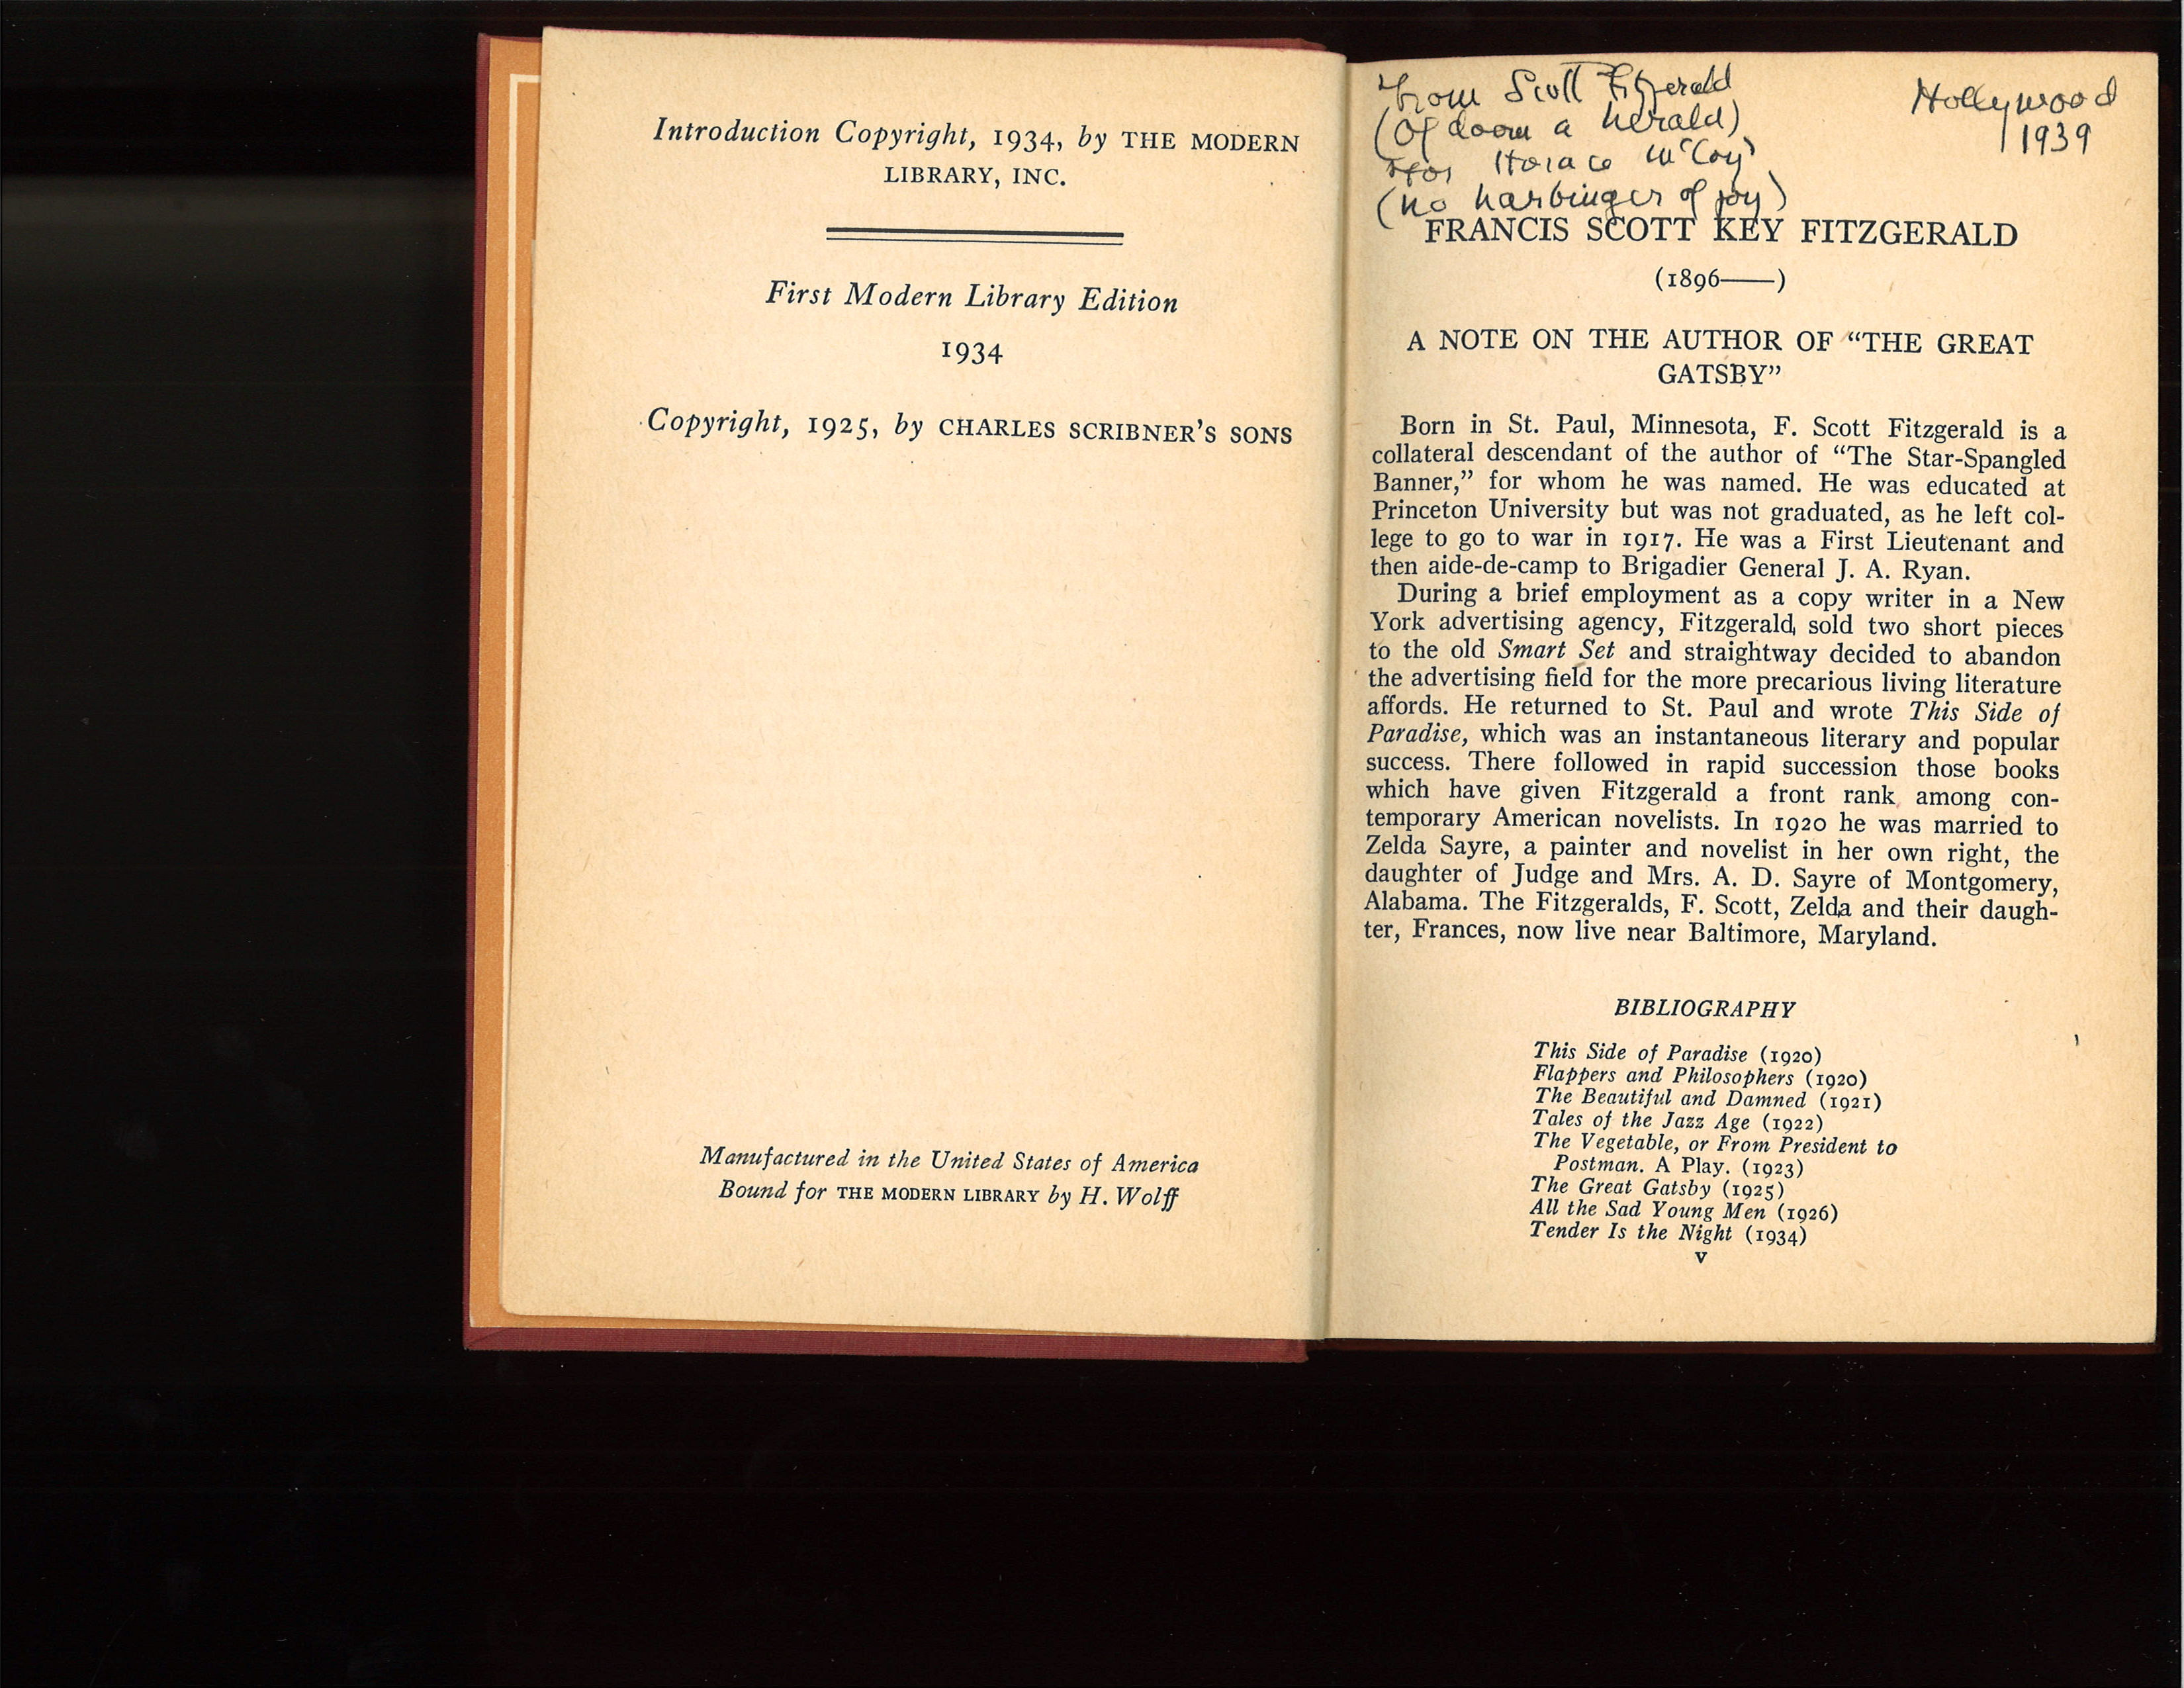 Introduction Copyright, 1934, by THE MODERN
LIBRARY, INC.
First Modern Library Edition
1934
Copyright, 1925, by CHARLES SCRIBNER'S SONS
Manufactured in the United States of America
Bound for THE MODERN LIBRARY by H. Wolff
From Scott Fitzgerald
(Of doom a herald)
For Horace McCoy
(no harbinger of joy)
Hollywood
1939
FRANCIS SCOTT KEY FITZGERALD
(1896——)
A NOTE ON THE AUTHOR OF “THE GREAT
GATSBY”
Born in St. Paul, Minnesota, F. Scott Fitzgerald is a
collateral descendant of the author of “The Star-Spangled
Banner,” for whom he was named. He was educated at
Princeton University but was not graduated, as he left col-
lege to go to war in 1917. He was a First Lieutenant and
then aide-de-camp to Brigadier General J. A. Ryan.
During a brief employment as a copy writer in a New
York advertising agency, Fitzgerald sold two short pieces
to the old Smart Set and straightway decided to abandon
the advertising field for the more precarious living literature
affords. He returned to St. Paul and wrote This Side of
Paradise, which was an instantaneous literary and popular
success. There followed in rapid succession those books
which have given Fitzgerald a front rank among con-
temporary American novelists. In 1920 he was married to
Zelda Sayre, a painter and novelist in her own right, the
daughter of Judge and Mrs. A. D. Sayre of Montgomery,
Alabama. The Fitzgeralds, F. Scott, Zelda and their daugh-
ter, Frances, now live near Baltimore, Maryland.
BIBLIOGRAPHY
This Side of Paradise (1920)
Flappers and Philosophers (1920)
The Beautiful and Damned (1921)
Tales of the Jazz Age (1922)
The Vegetable, or From President to
Postman. A Play. (1923)
The Great Gatsby (1925)
All the Sad Young Men (1926)
Tender Is the Night (1934)
v